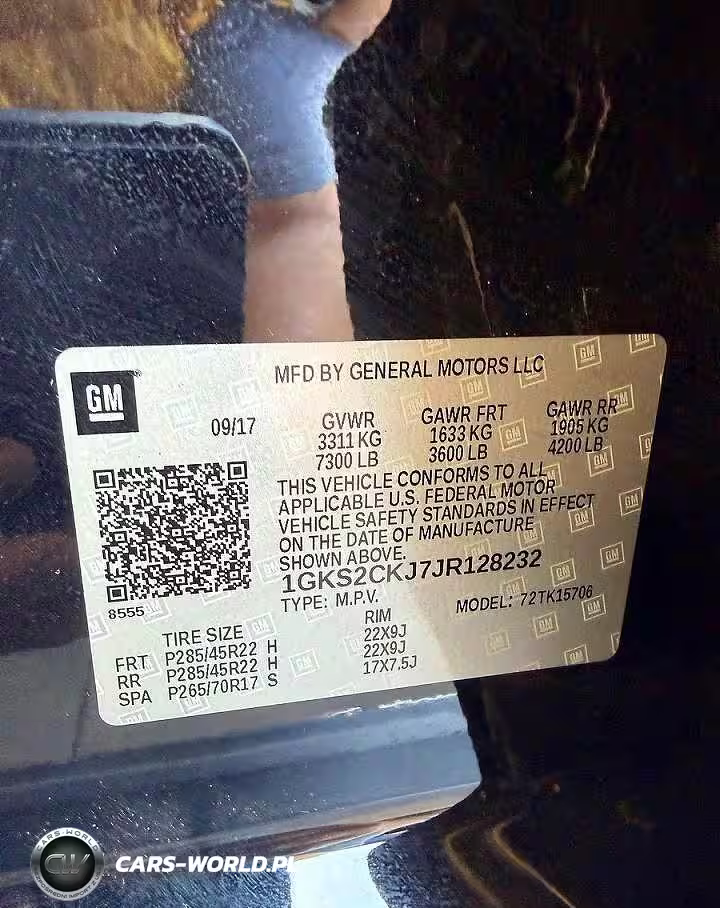 GM
MFD BY GENERAL MOTORS LLC
09/17
GVWR GAWR FRT GAWR RR
3311 KG 1633 KG 1905 KG
7300 LB 3600 LB 4200 LB
THIS VEHICLE CONFORMS TO ALL
APPLICABLE U.S. FEDERAL MOTOR
VEHICLE SAFETY STANDARDS IN EFFECT
ON THE DATE OF MANUFACTURE
SHOWN ABOVE.
1GKS2CKJ7JR128232
8555
TYPE: M.P.V. MODEL: 72TK15706
TIRE SIZE RIM
FRT P285/45R22 H 22X9J
RR P285/45R22 H 22X9J
SPA P265/70R17 S 17X7,5J
CARS-WORLD
CW
CARS-WORLD.PL